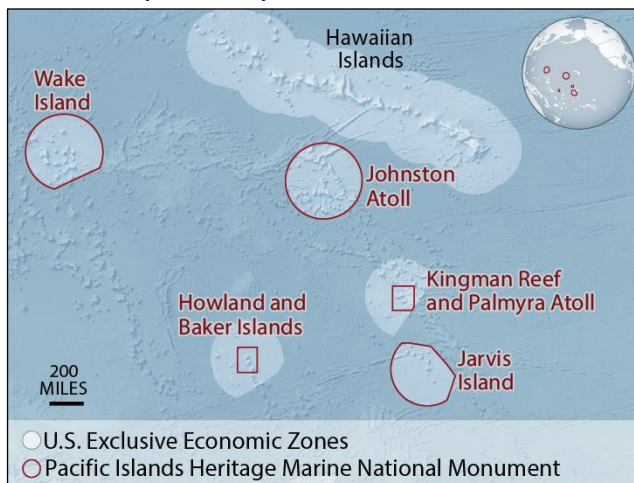 Hawaiian
Islands
Wake
Island
Johnston
Atoll
Kingman Reef
and Palmyra Atoll
Howland and
Baker Islands
Jarvis
Island
200
MILES
U.S. Exclusive Economic Zones
Pacific Islands Heritage Marine National Monument